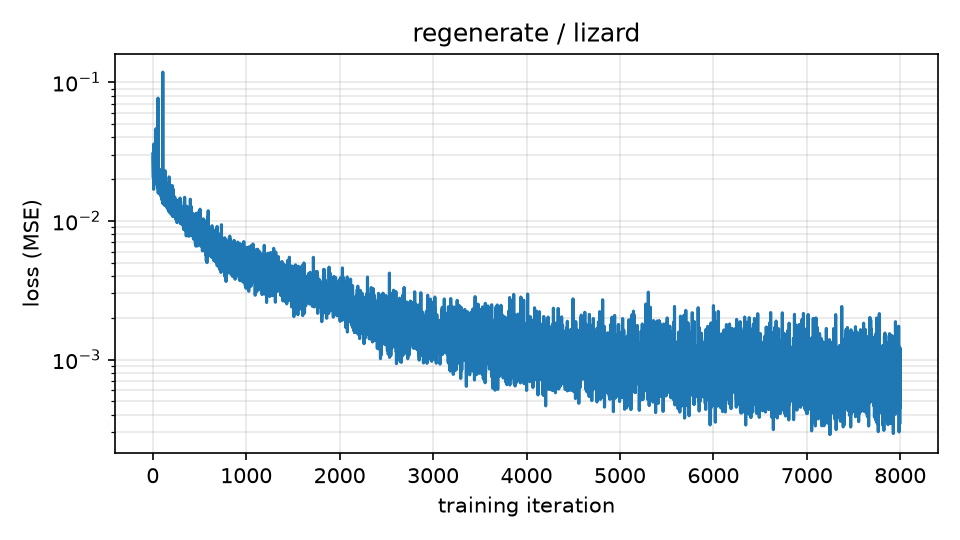 regenerate / lizard
loss (MSE)
10⁻¹
10⁻²
10⁻³
0 1000 2000 3000 4000 5000 6000 7000 8000
training iteration